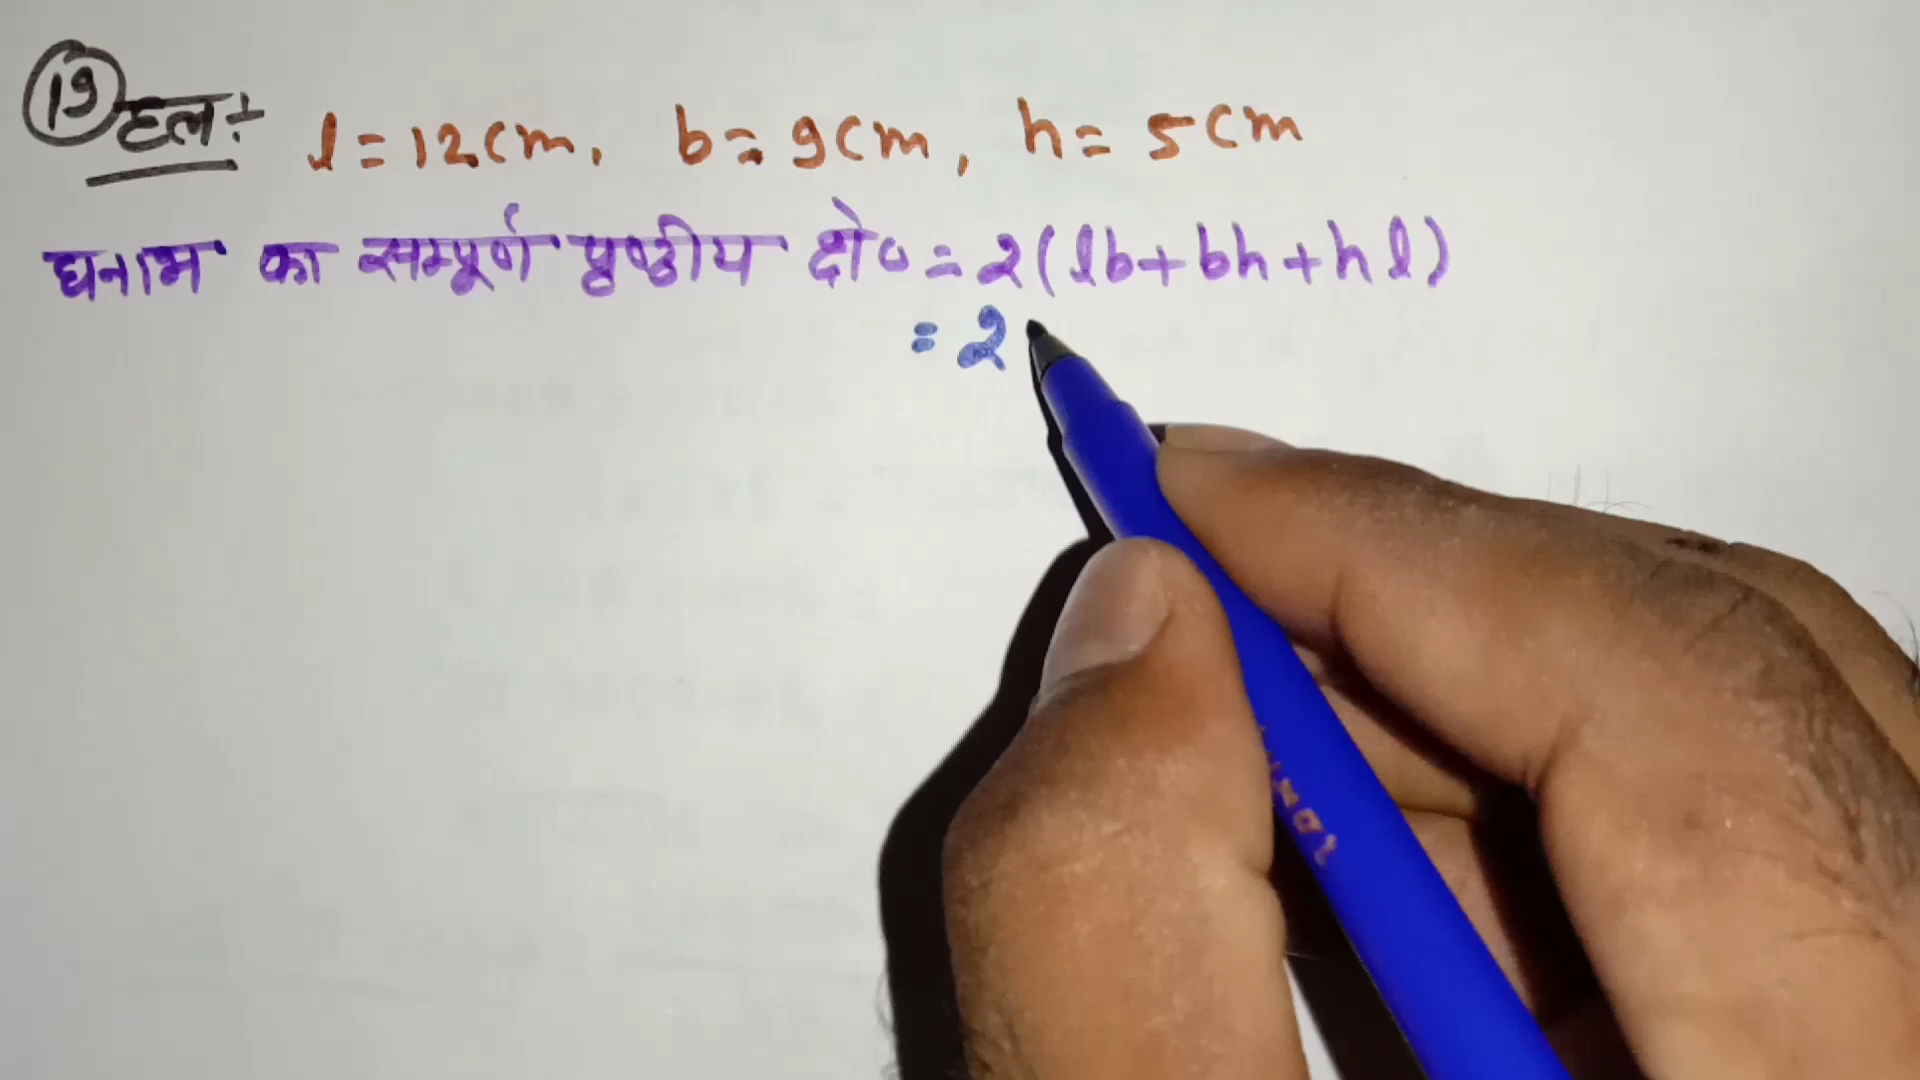 19 हल÷ l = 12cm, b = 9cm, h = 5cm
घनाभ का सम्पूर्ण पृष्ठीय क्षे० = 2(lb+bh+hl)
= 2